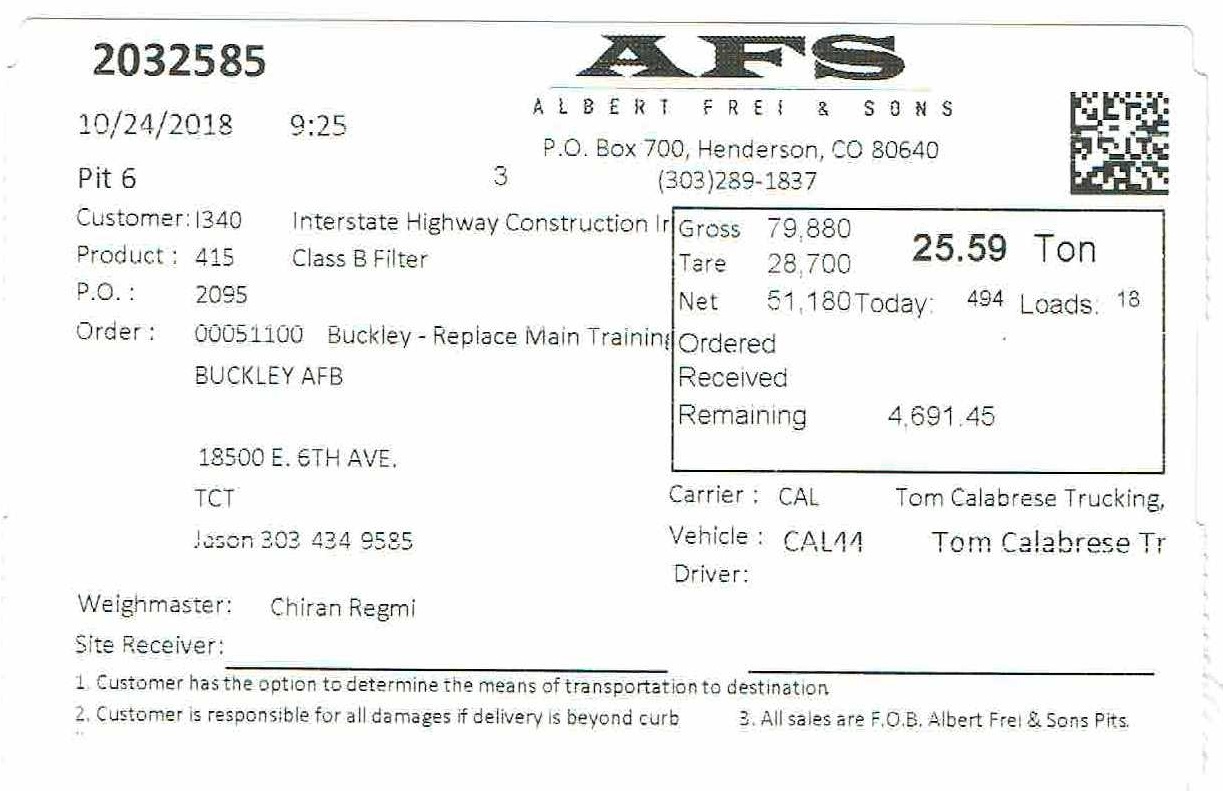 2032585
AFS
ALBERT FREI & SONS
10/24/2018 9:25
P.O. Box 700, Henderson, CO 80640
Pit 6 3 (303)289-1837
Customer: I340 Interstate Highway Construction Ir
Product : 415 Class B Filter
P.O. : 2095
Order : 00051100 Buckley - Replace Main Training
BUCKLEY AFB
18500 E. 6TH AVE.
TCT
Jason 303 434 9585
Gross 79,880 25.59 Ton
Tare 28,700
Net 51,180 Today: 494 Loads: 18
Ordered
Received
Remaining 4,691.45
Carrier : CAL Tom Calabrese Trucking,
Vehicle : CAL44 Tom Calabrese Tr
Driver:
Weighmaster: Chiran Regmi
Site Receiver:
1. Customer has the option to determine the means of transportation to destination
2. Customer is responsible for all damages if delivery is beyond curb 3. All sales are F.O.B. Albert Frei & Sons Pits.